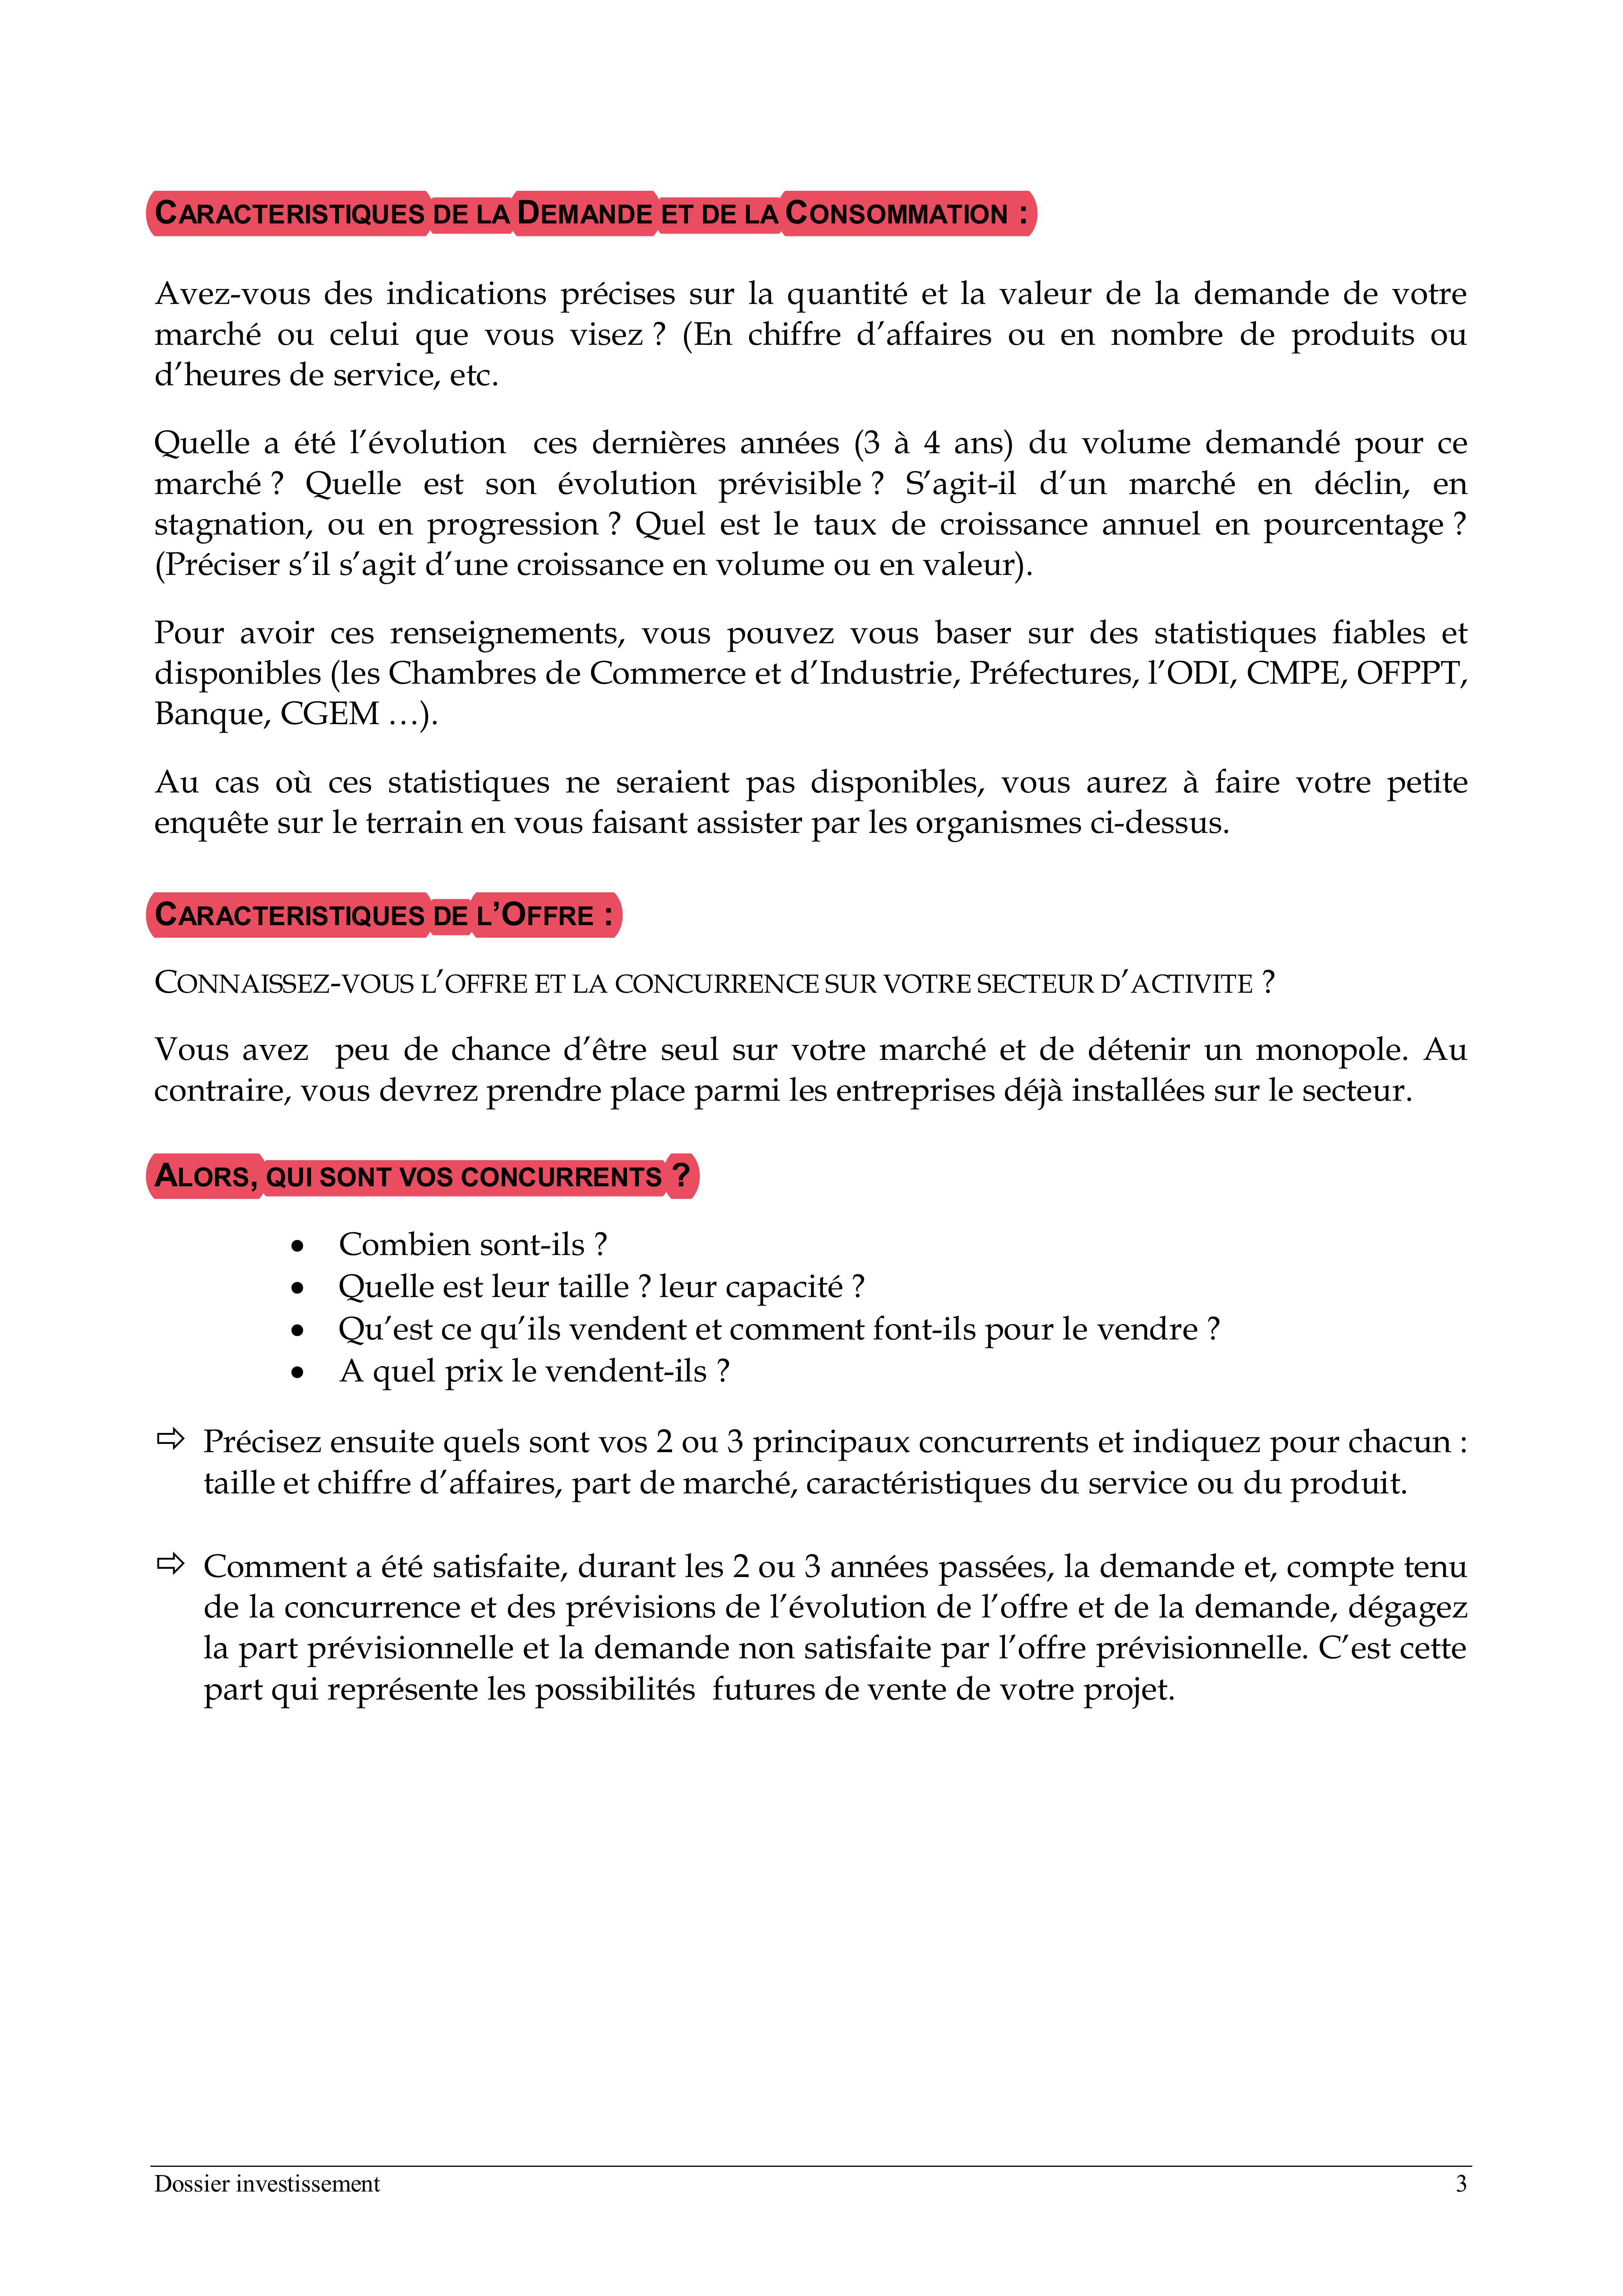 CARACTERISTIQUES DE LA DEMANDE ET DE LA CONSOMMATION :
Avez-vous des indications précises sur la quantité et la valeur de la demande de votre
marché ou celui que vous visez ? (En chiffre d’affaires ou en nombre de produits ou
d’heures de service, etc.
Quelle a été l’évolution ces dernières années (3 à 4 ans) du volume demandé pour ce
marché ? Quelle est son évolution prévisible ? S’agit-il d’un marché en déclin, en
stagnation, ou en progression ? Quel est le taux de croissance annuel en pourcentage ?
(Préciser s’il s’agit d’une croissance en volume ou en valeur).
Pour avoir ces renseignements, vous pouvez vous baser sur des statistiques fiables et
disponibles (les Chambres de Commerce et d’Industrie, Préfectures, l’ODI, CMPE, OFPPT,
Banque, CGEM …).
Au cas où ces statistiques ne seraient pas disponibles, vous aurez à faire votre petite
enquête sur le terrain en vous faisant assister par les organismes ci-dessus.
CARACTERISTIQUES DE L’OFFRE :
CONNAISSEZ-VOUS L’OFFRE ET LA CONCURRENCE SUR VOTRE SECTEUR D’ACTIVITE ?
Vous avez peu de chance d’être seul sur votre marché et de détenir un monopole. Au
contraire, vous devrez prendre place parmi les entreprises déjà installées sur le secteur.
ALORS, QUI SONT VOS CONCURRENTS ?
• Combien sont-ils ?
• Quelle est leur taille ? leur capacité ?
• Qu’est ce qu’ils vendent et comment font-ils pour le vendre ?
• A quel prix le vendent-ils ?
⇨ Précisez ensuite quels sont vos 2 ou 3 principaux concurrents et indiquez pour chacun :
taille et chiffre d’affaires, part de marché, caractéristiques du service ou du produit.
⇨ Comment a été satisfaite, durant les 2 ou 3 années passées, la demande et, compte tenu
de la concurrence et des prévisions de l’évolution de l’offre et de la demande, dégagez
la part prévisionnelle et la demande non satisfaite par l’offre prévisionnelle. C’est cette
part qui représente les possibilités futures de vente de votre projet.
Dossier investissement 3